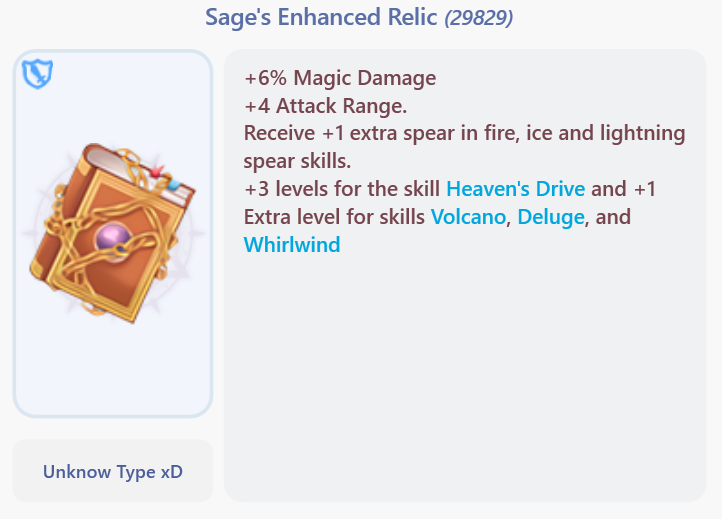 Sage's Enhanced Relic (29829)
+6% Magic Damage
+4 Attack Range.
Receive +1 extra spear in fire, ice and lightning
spear skills.
+3 levels for the skill Heaven's Drive and +1
Extra level for skills Volcano, Deluge, and
Whirlwind
Unknow Type xD